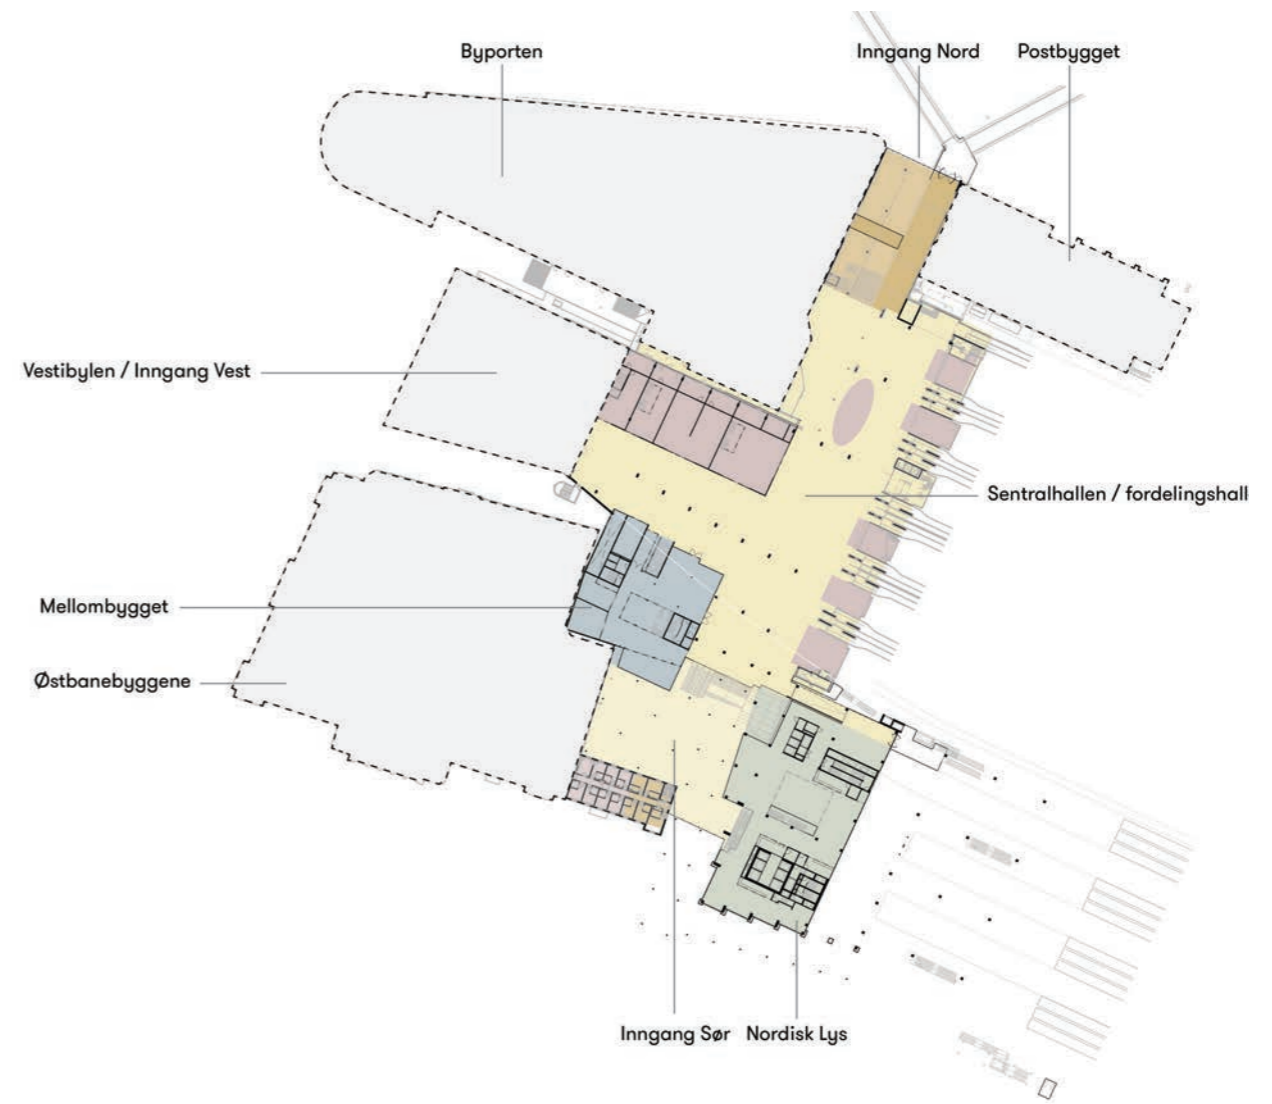 Byporten
Inngang Nord
Postbygget
Vestibylen / Inngang Vest
Sentralhallen / fordelingshall
Mellombygget
Østbanebyggene
Inngang Sør
Nordisk Lys